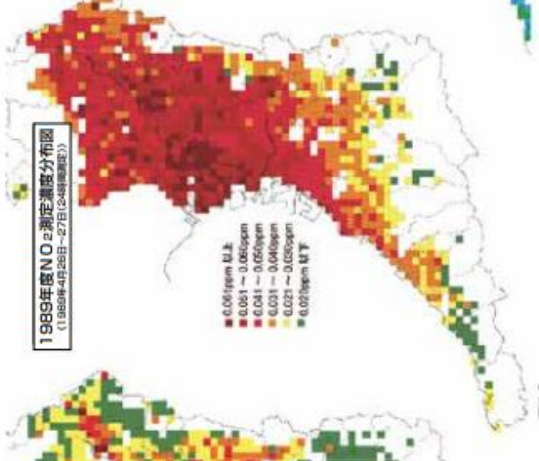 1989年度NO₂測定濃度分布図
(1989年4月26日~27日(24時間測定))
0.061ppm 以上
0.051 ~ 0.060ppm
0.041 ~ 0.050ppm
0.031 ~ 0.040ppm
0.021 ~ 0.030ppm
0.020ppm 以下